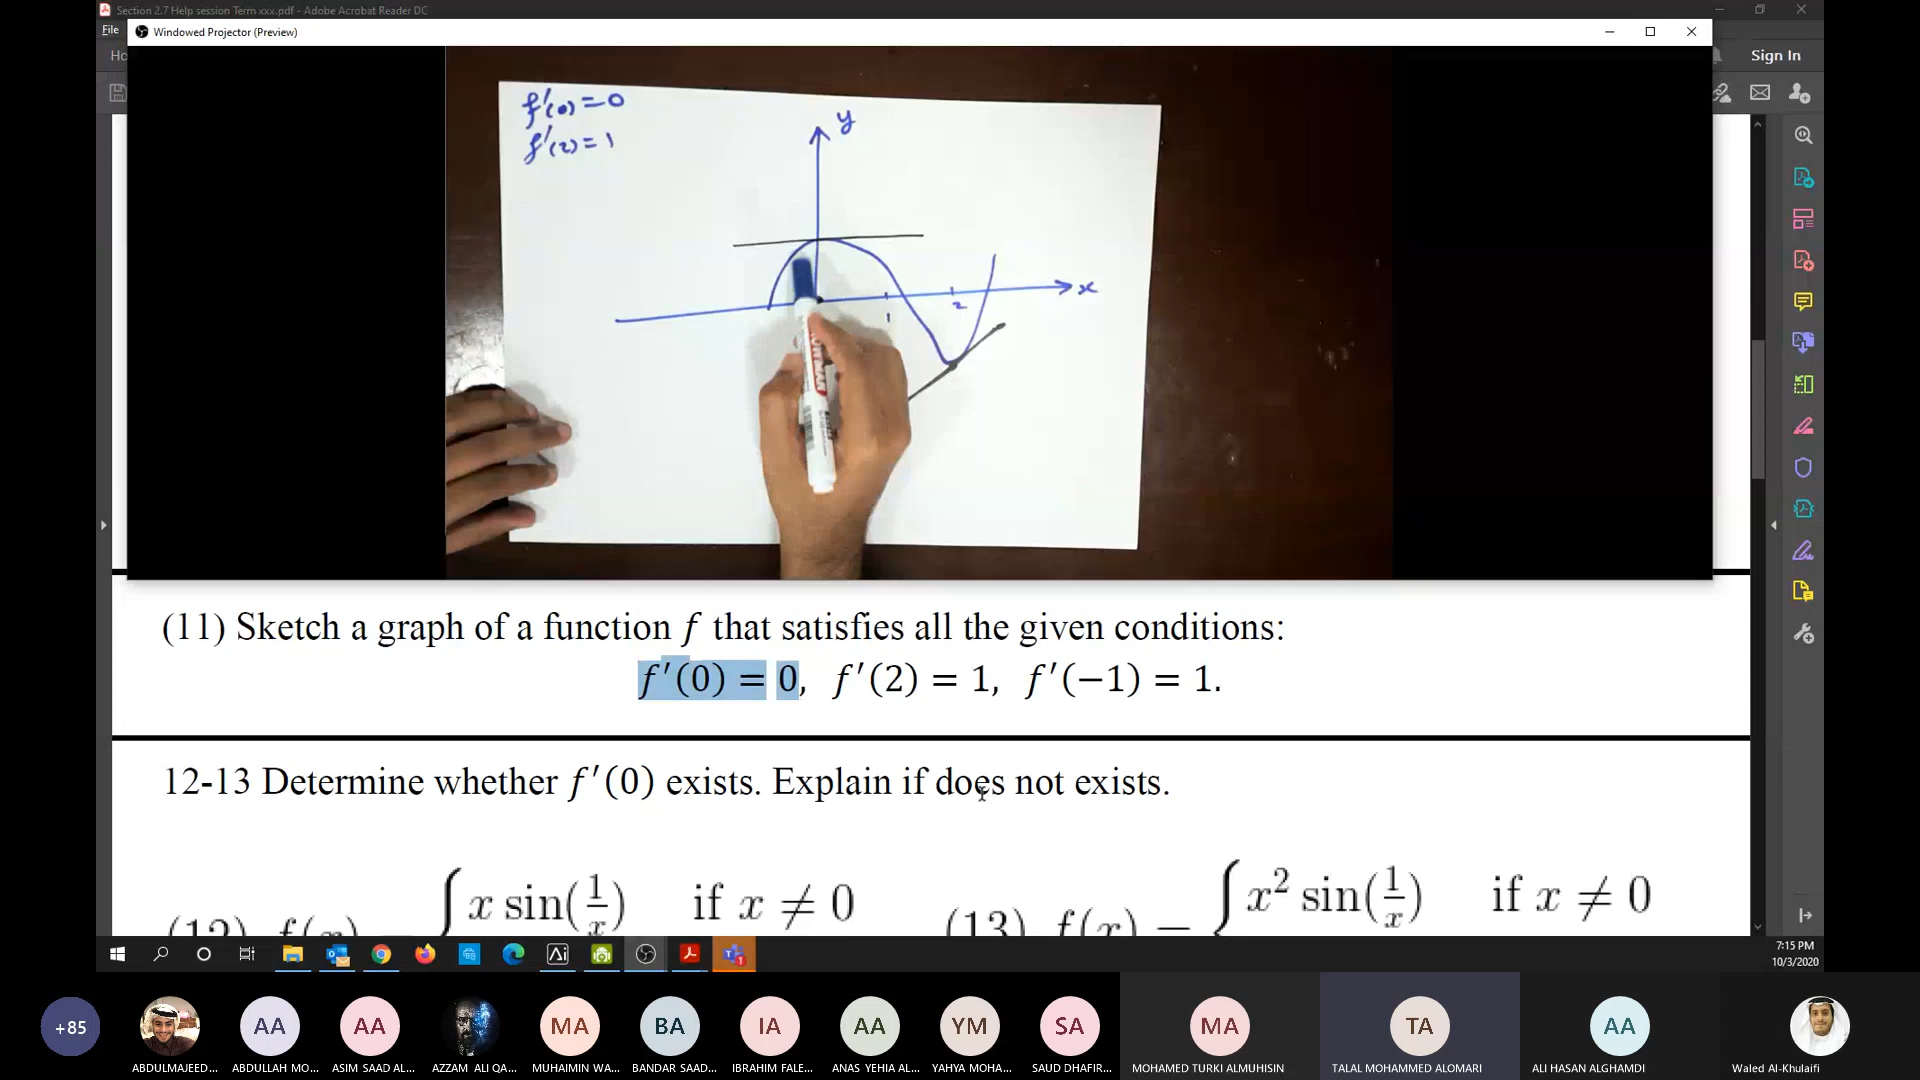 Section 2.7 Help session Term xxx.pdf - Adobe Acrobat Reader DC
File
Windowed Projector (Preview)
Ho
Sign In
f'(0)=0
f'(2)=1
y
x
1
2
(11) Sketch a graph of a function f that satisfies all the given conditions:
f′(0) = 0, f′(2) = 1, f′(−1) = 1.
12-13 Determine whether f′(0) exists. Explain if does not exists.
x sin(1/x) if x ≠ 0
x² sin(1/x) if x ≠ 0
(12) f(x) =
(13) f(x) =
7:15 PM
10/3/2020
+85
AA
AA
MA
BA
IA
AA
YM
SA
MA
TA
AA
ABDULMAJEED...
ABDULLAH MO...
ASIM SAAD AL...
AZZAM ALI QA...
MUHAIMIN WA...
BANDAR SAAD...
IBRAHIM FALE...
ANAS YEHIA AL...
YAHYA MOHA...
SAUD DHAFIR...
MOHAMED TURKI ALMUHISIN
TALAL MOHAMMED ALOMARI
ALI HASAN ALGHAMDI
Waled Al-Khulaifi